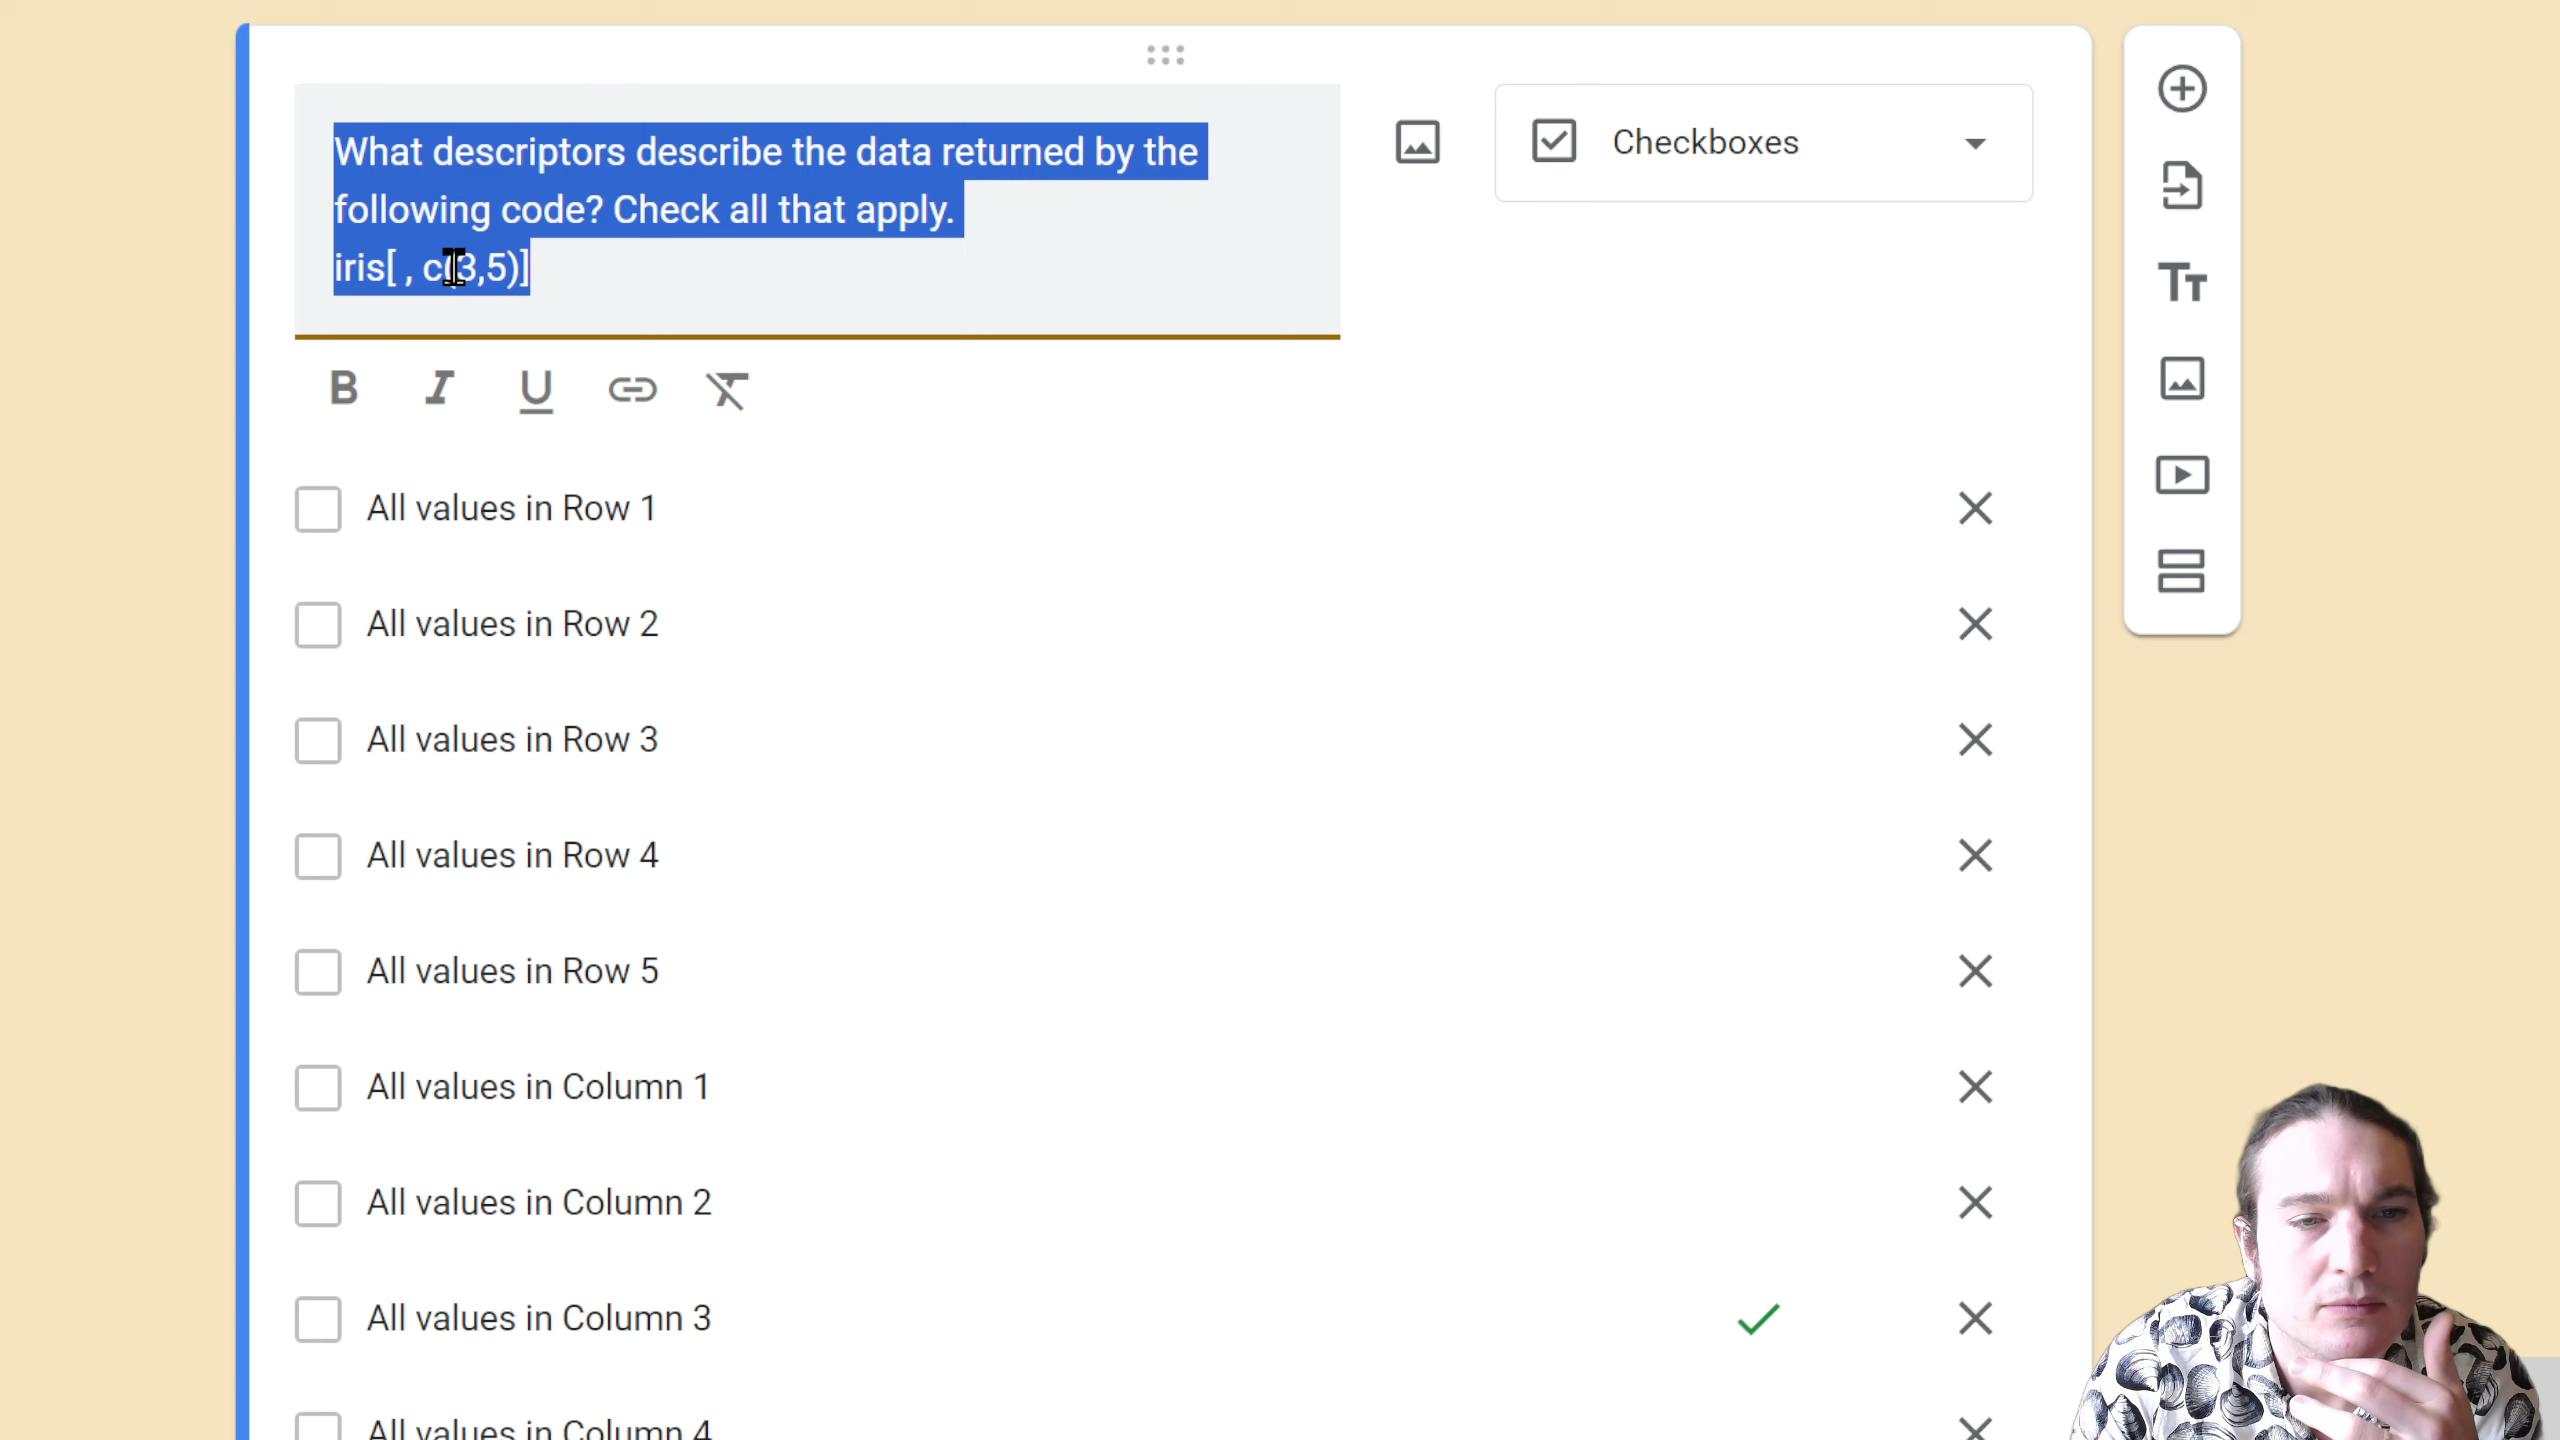 What descriptors describe the data returned by the
Checkboxes
following code? Check all that apply.
iris[ , c(3,5)]
B I U
All values in Row 1
All values in Row 2
All values in Row 3
All values in Row 4
All values in Row 5
All values in Column 1
All values in Column 2
All values in Column 3
All values in Column 4